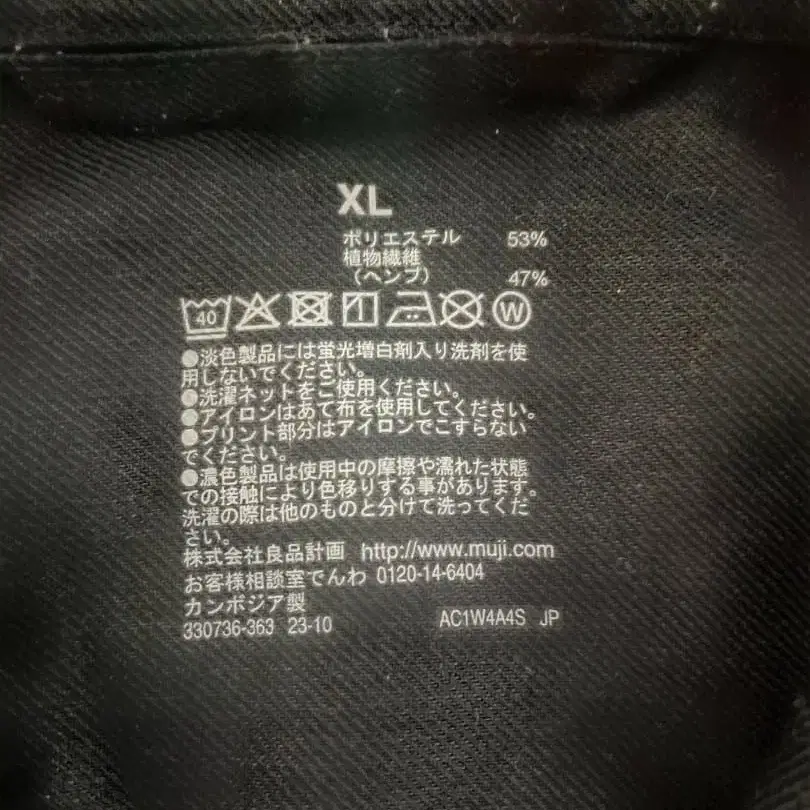 XL
ポリエステル 53%
植物繊維
（ヘンプ） 47%
40 W
●淡色製品には蛍光増白剤入り洗剤を使
用しないでください。
●洗濯ネットをご使用ください。
●アイロンはあて布を使用してください。
●プリント部分はアイロンでこすらない
でください。
●濃色製品は使用中の摩擦や濡れた状態
での接触により色移りする事があります。
洗濯の際は他のものと分けて洗ってくだ
さい。
株式会社良品計画 http://www.muji.com
お客様相談室でんわ 0120-14-6404
カンボジア製
330736-363 23-10 AC1W4A4S JP